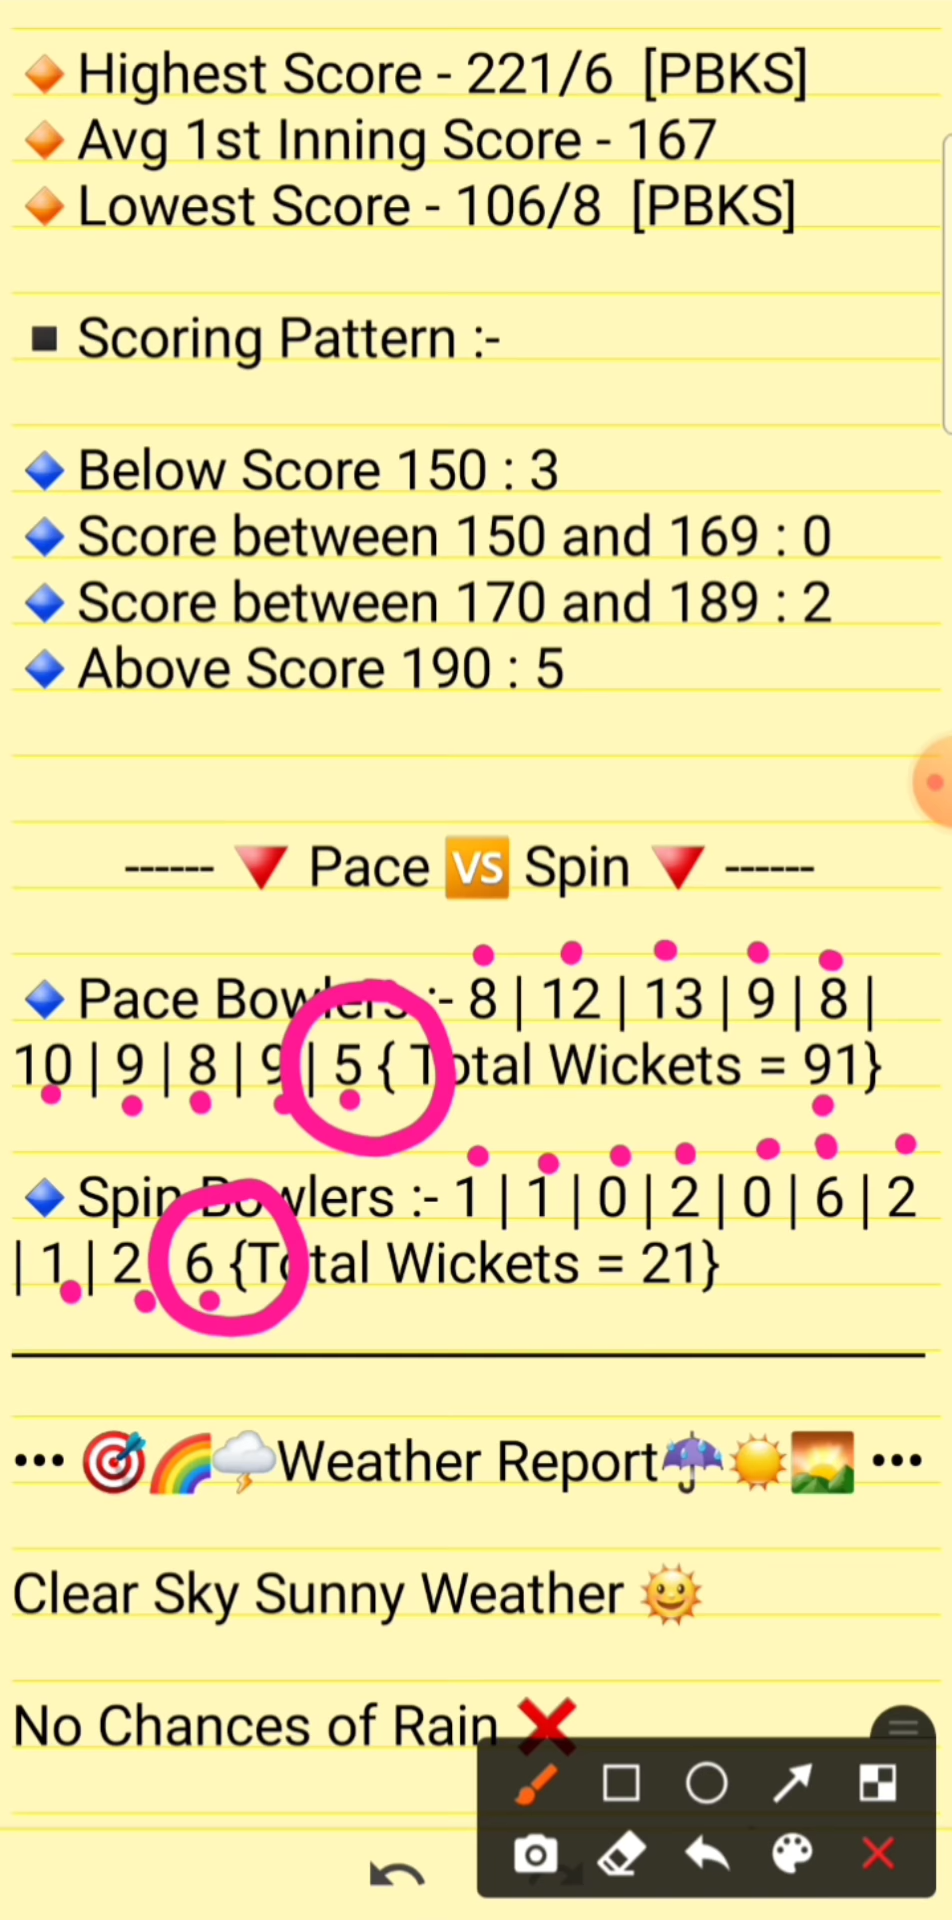 Highest Score - 221/6 [PBKS]
Avg 1st Inning Score - 167
Lowest Score - 106/8 [PBKS]
Scoring Pattern :-
Below Score 150 : 3
Score between 150 and 169 : 0
Score between 170 and 189 : 2
Above Score 190 : 5
------ Pace VS Spin ------
Pace Bowlers :- 8 | 12 | 13 | 9 | 8 |
10 | 9 | 8 | 9 | 5 { Total Wickets = 91}
Spin Bowlers :- 1 | 1 | 0 | 2 | 0 | 6 | 2
| 1 | 2 6 {Total Wickets = 21}
••• Weather Report •••
Clear Sky Sunny Weather
No Chances of Rain